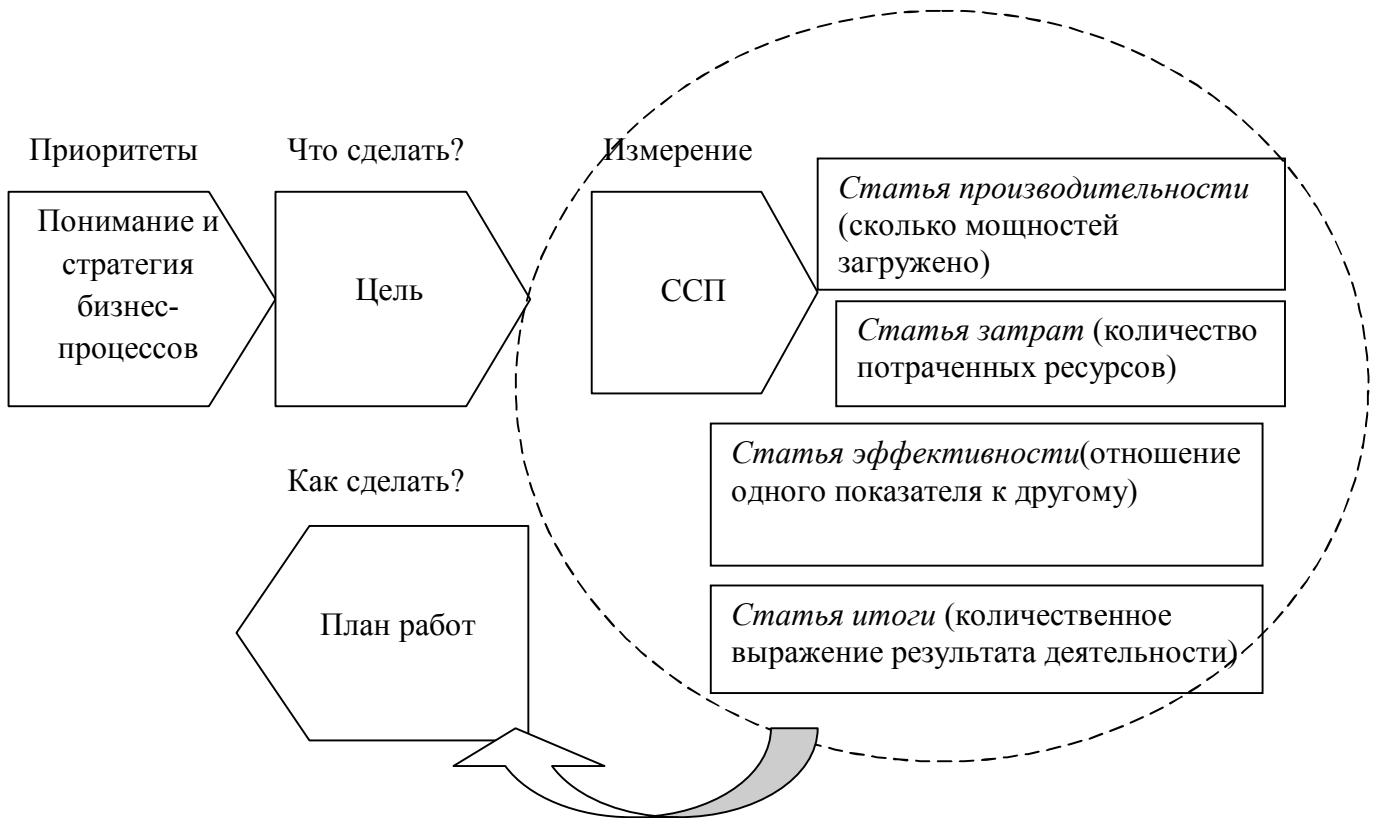 Приоритеты
Что сделать?
Измерение
Понимание и
стратегия
бизнес-
процессов
Цель
ССП
Статья производительности
(сколько мощностей
загружено)
Статья затрат (количество
потраченных ресурсов)
Статья эффективности(отношение
одного показателя к другому)
Статья итоги (количественное
выражение результата деятельности)
Как сделать?
План работ